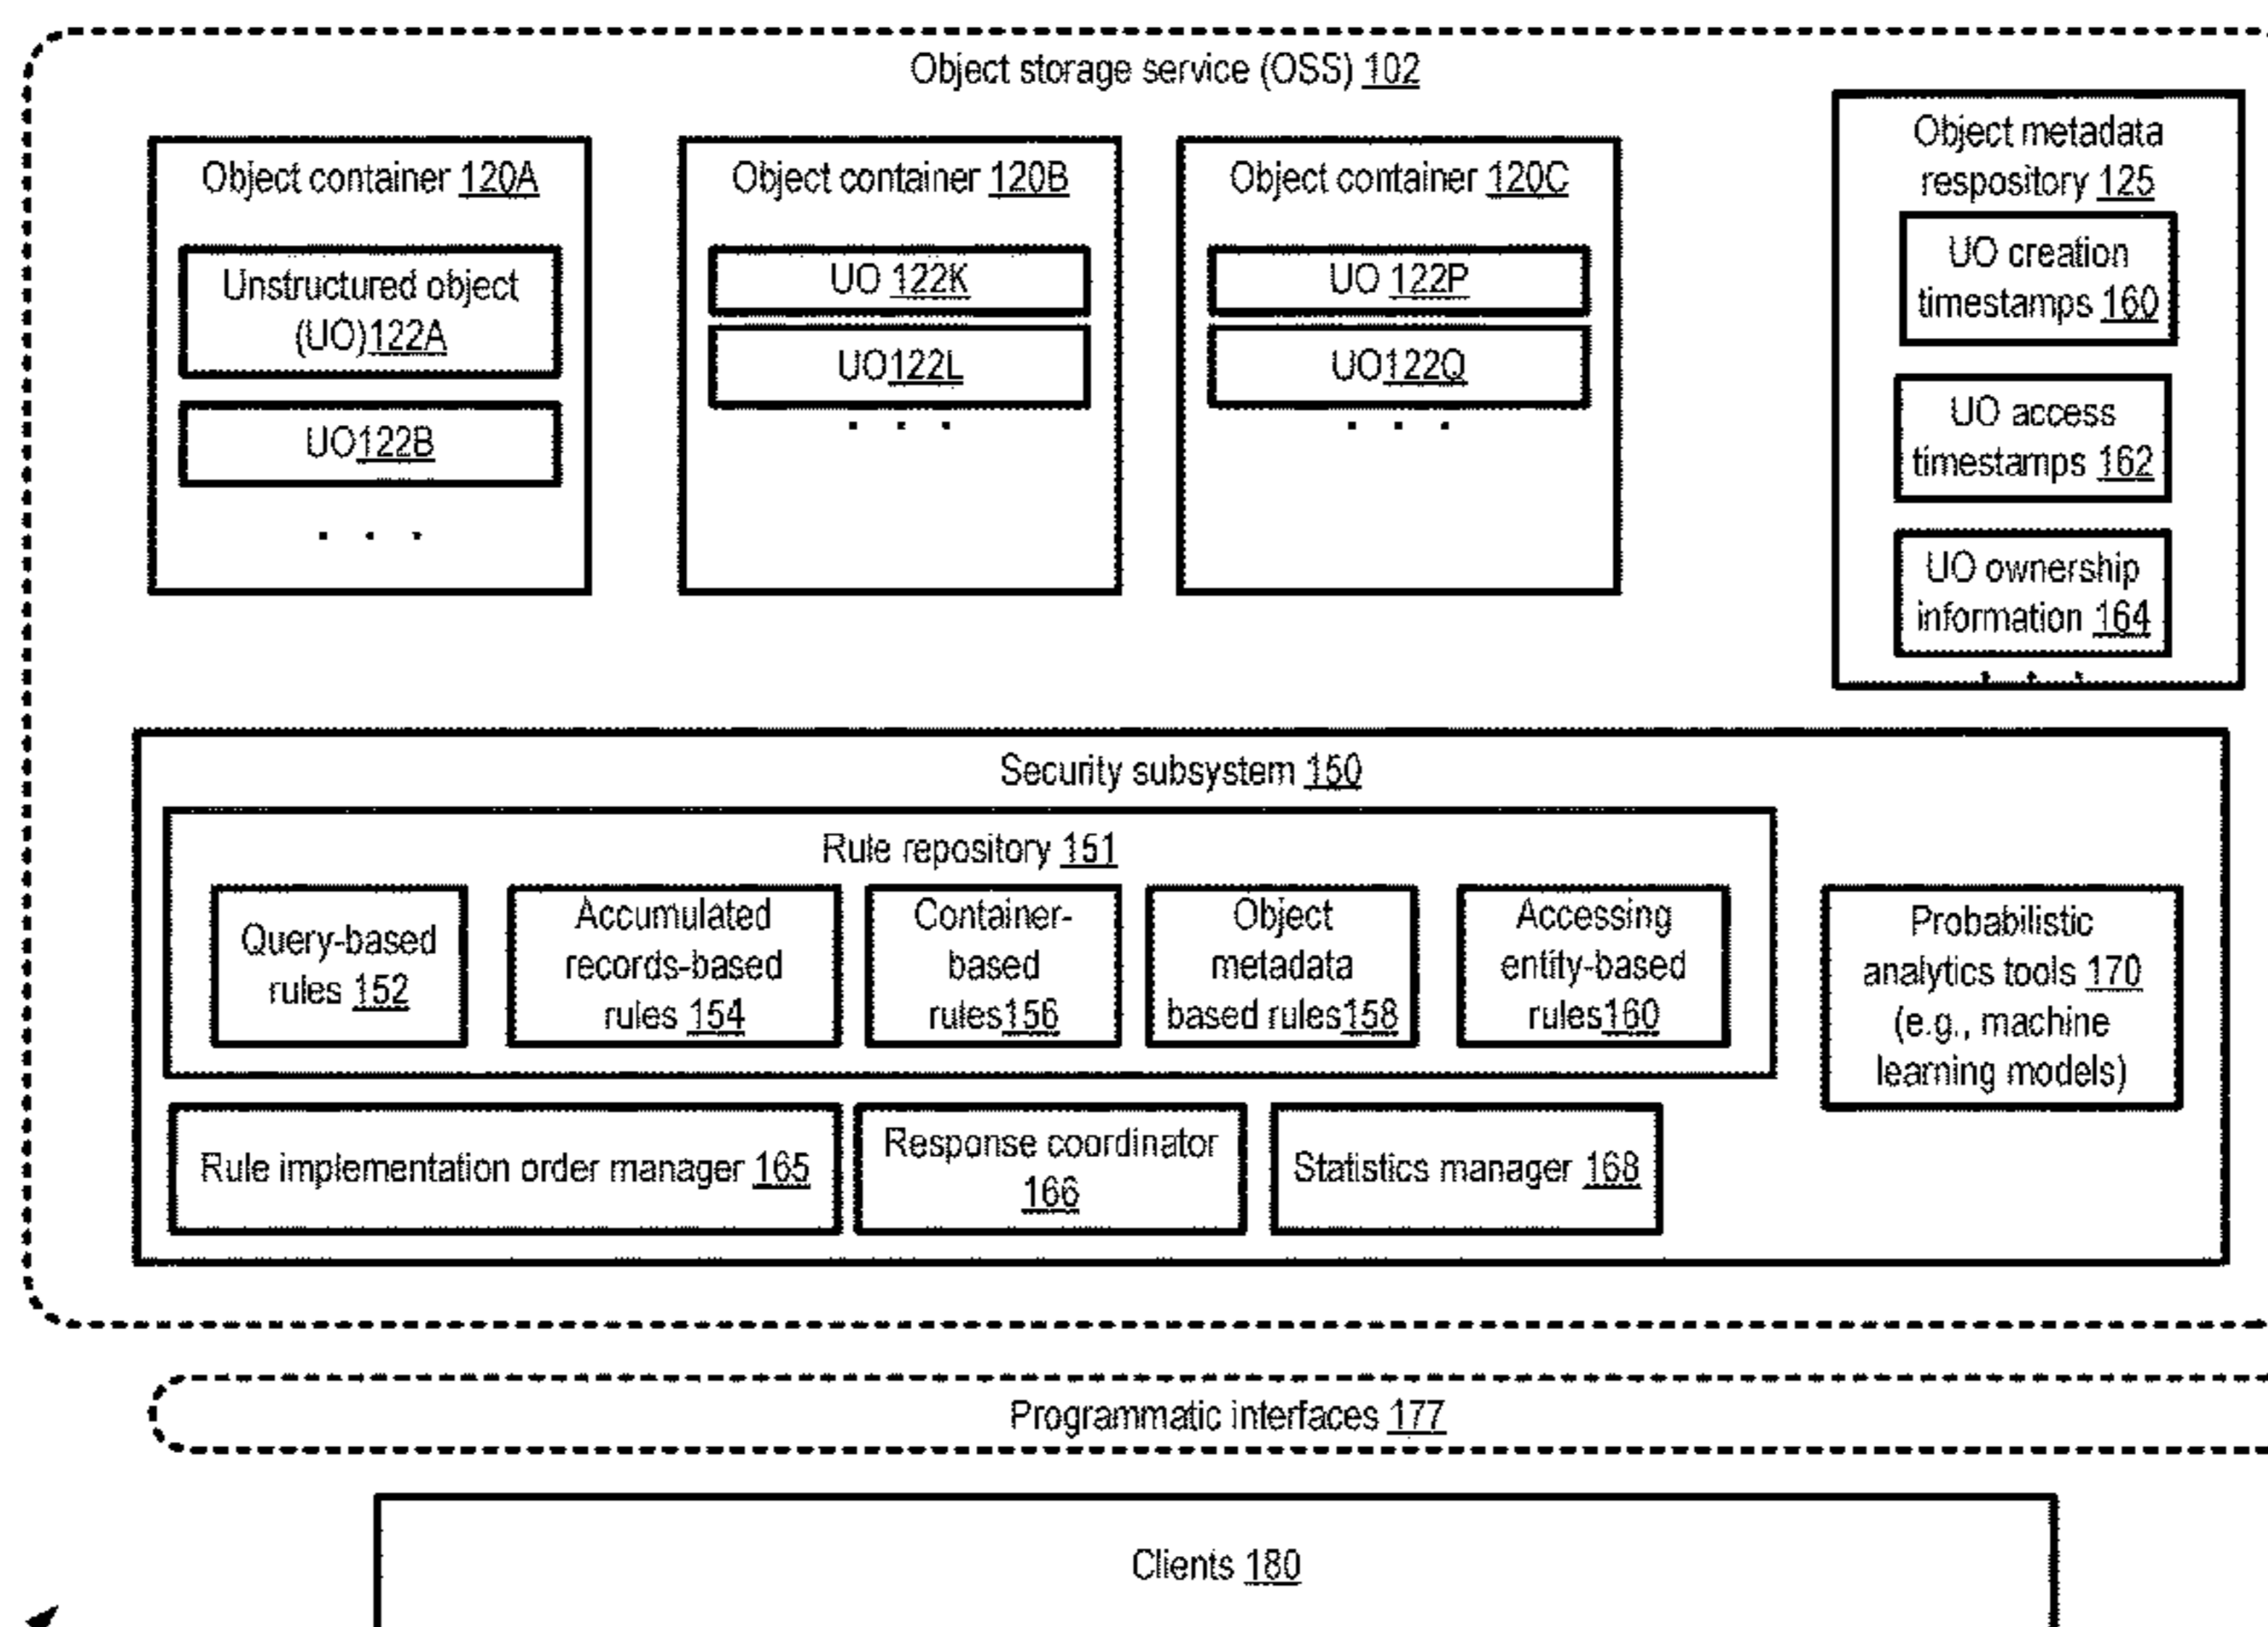 Object storage service (OSS) 102
Object container 120A
Unstructured object
(UO)122A
UO122B
. . .
Object container 120B
UO 122K
UO122L
. . .
Object container 120C
UO 122P
UO122Q
. . .
Object metadata
respository 125
UO creation
timestamps 160
UO access
timestamps 162
UO ownership
information 164
. . .
Security subsystem 150
Rule repository 151
Query-based
rules 152
Accumulated
records-based
rules 154
Container-
based
rules156
Object
metadata
based rules158
Accessing
entity-based
rules160
Probabilistic
analytics tools 170
(e.g., machine
learning models)
Rule implementation order manager 165
Response coordinator
166
Statistics manager 168
Programmatic interfaces 177
Clients 180